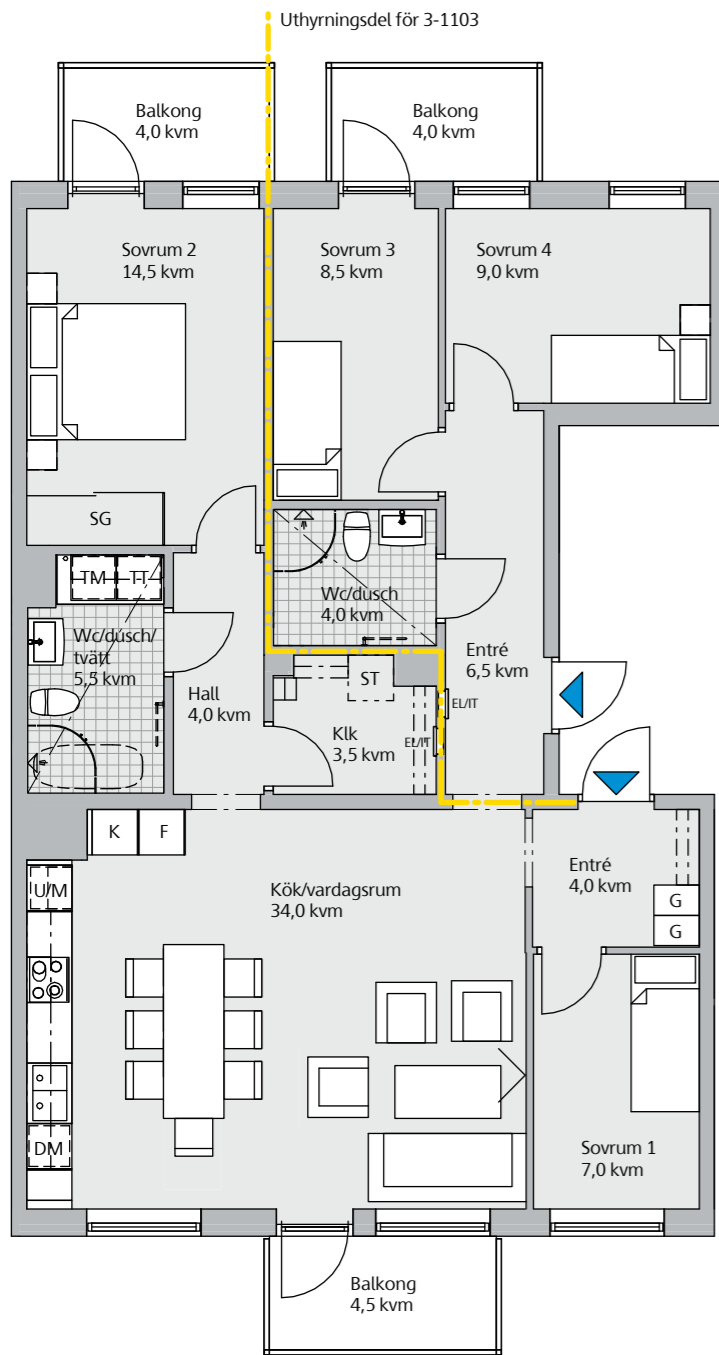 Uthyrningsdel för 3-1103
Balkong
4,0 kvm
Balkong
4,0 kvm
Sovrum 2
14,5 kvm
Sovrum 3
8,5 kvm
Sovrum 4
9,0 kvm
SG
TM
TT
Wc/dusch/
tvätt
5,5 kvm
Wc/dusch
4,0 kvm
Entré
6,5 kvm
Hall
4,0 kvm
ST
Klk
3,5 kvm
EL/IT
EL/IT
K
F
U/M
Kök/vardagsrum
34,0 kvm
Entré
4,0 kvm
G
G
DM
Sovrum 1
7,0 kvm
Balkong
4,5 kvm